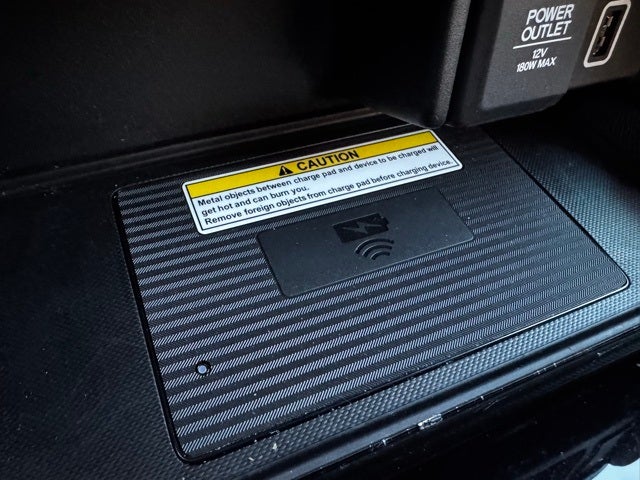 POWER
OUTLET
12V
180W MAX
CAUTION
Metal objects between charge pad and device to be charged will
get hot and can burn you.
Remove foreign objects from charge pad before charging device.